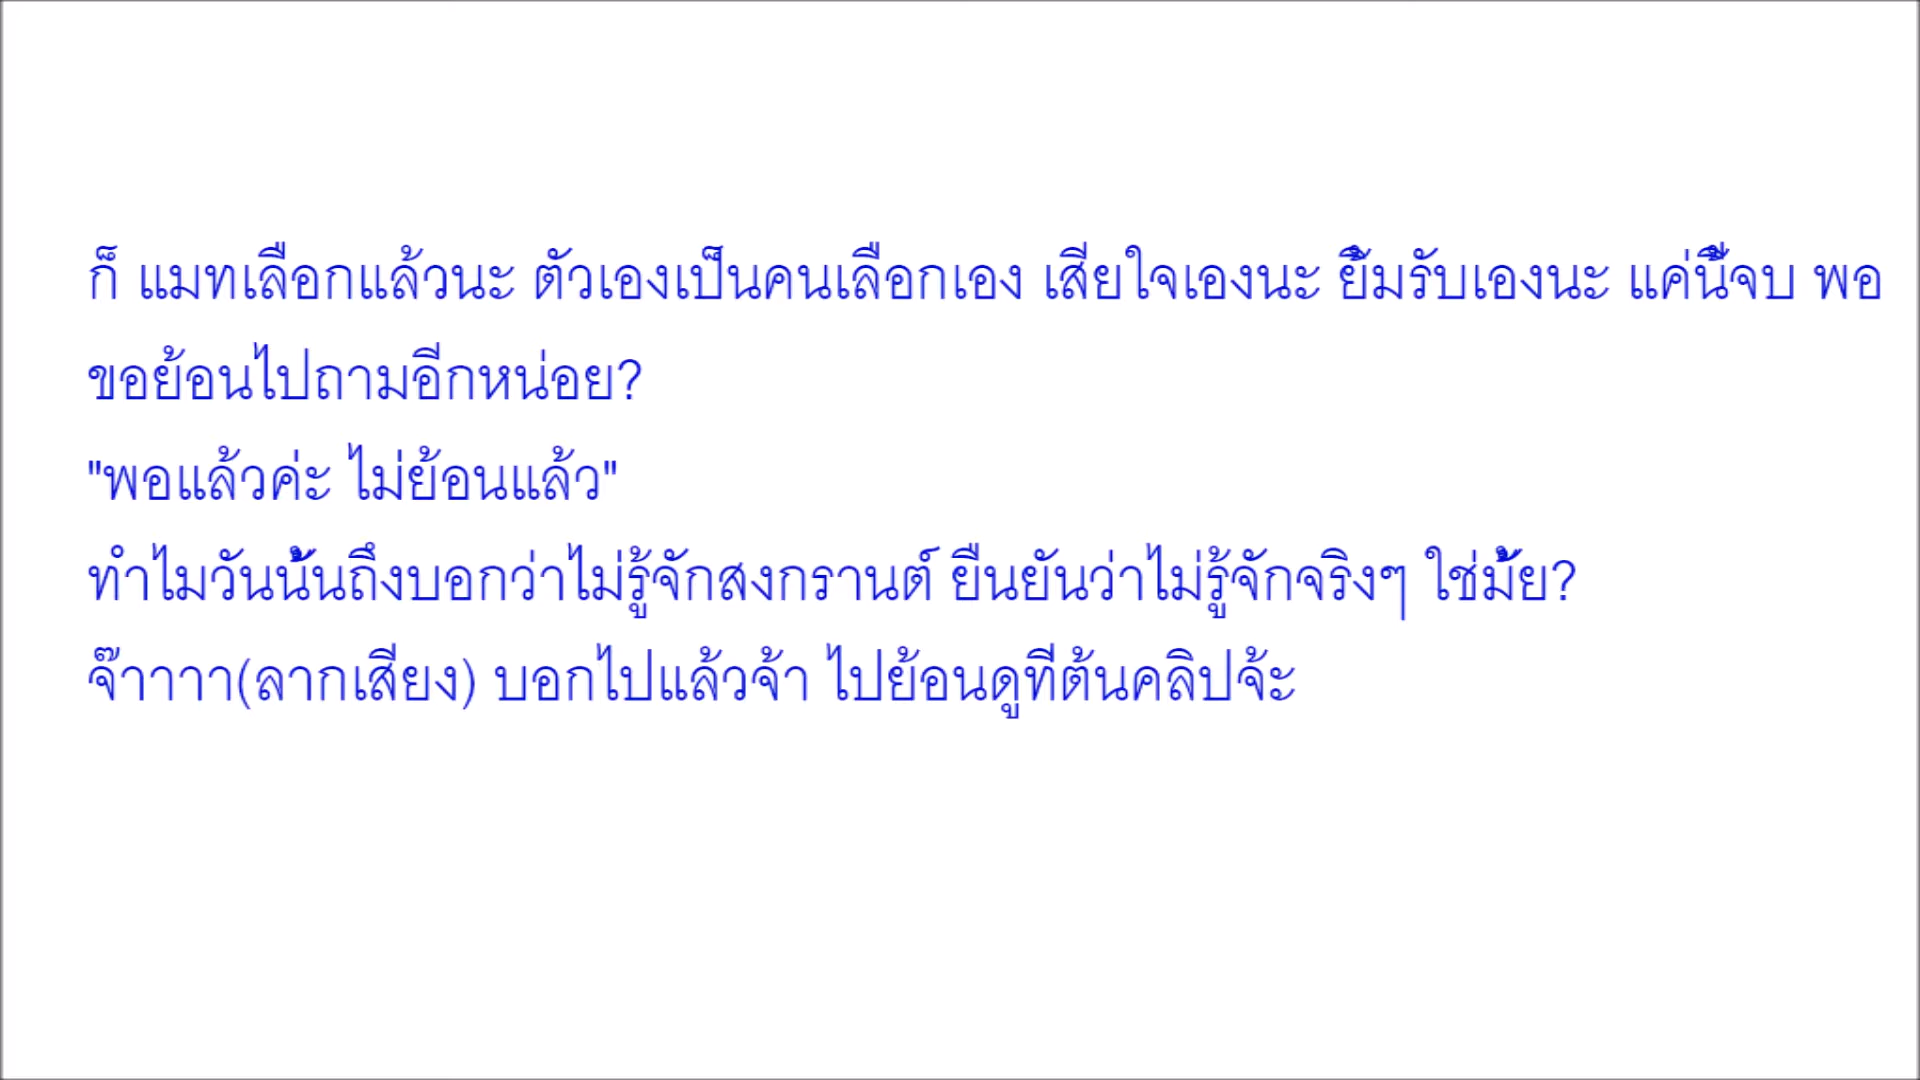 ก็ แมทเลือกแล้วนะ ตัวเองเป็นคนเลือกเอง เสียใจเองนะ ยิ้มรับเองนะ แค่นี้จบ พอ
ขอย้อนไปถามอีกหน่อย?
"พอแล้วค่ะ ไม่ย้อนแล้ว"
ทำไมวันนั้นถึงบอกว่าไม่รู้จักสงกรานต์ ยืนยันว่าไม่รู้จักจริงๆ ใช่มั้ย?
จ๊าาาา(ลากเสียง) บอกไปแล้วจ้า ไปย้อนดูทีต้นคลิปจ้ะ